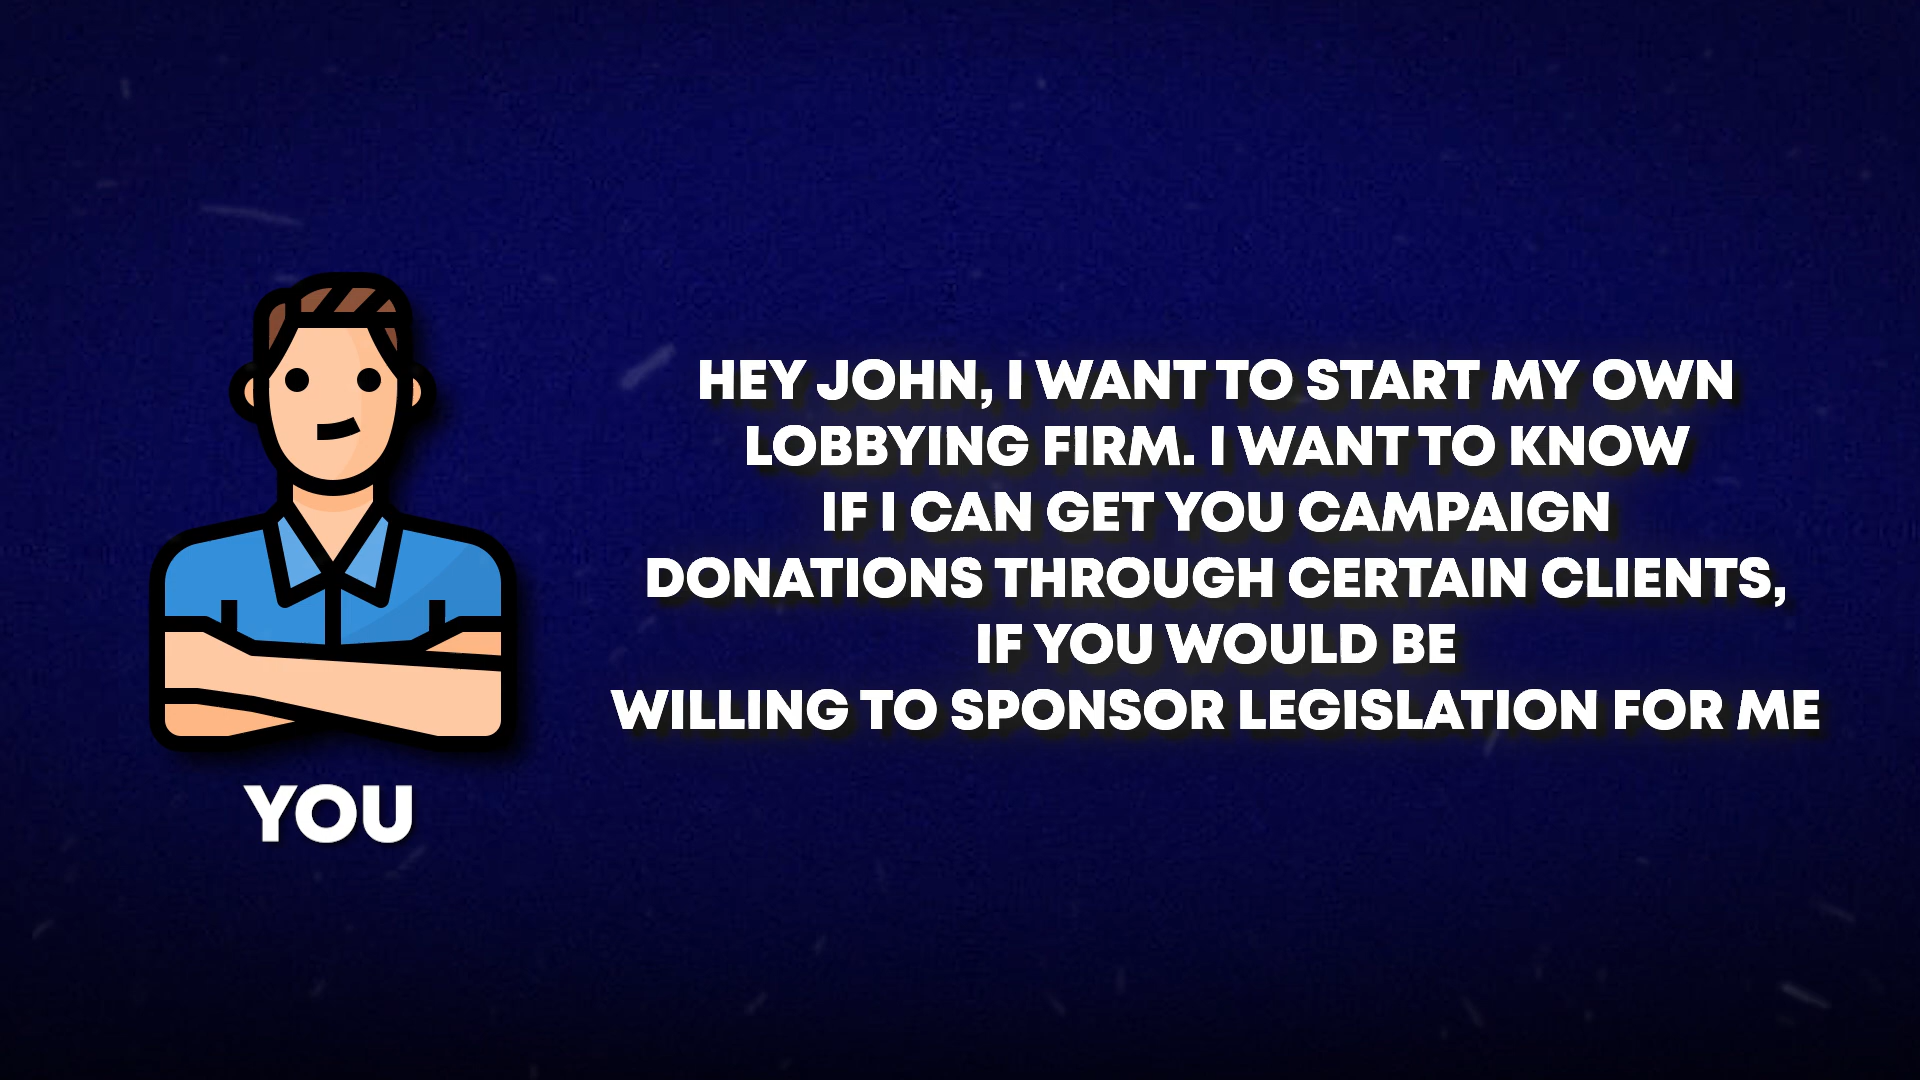 HEY JOHN, I WANT TO START MY OWN
LOBBYING FIRM. I WANT TO KNOW
IF I CAN GET YOU CAMPAIGN
DONATIONS THROUGH CERTAIN CLIENTS,
IF YOU WOULD BE
WILLING TO SPONSOR LEGISLATION FOR ME
YOU